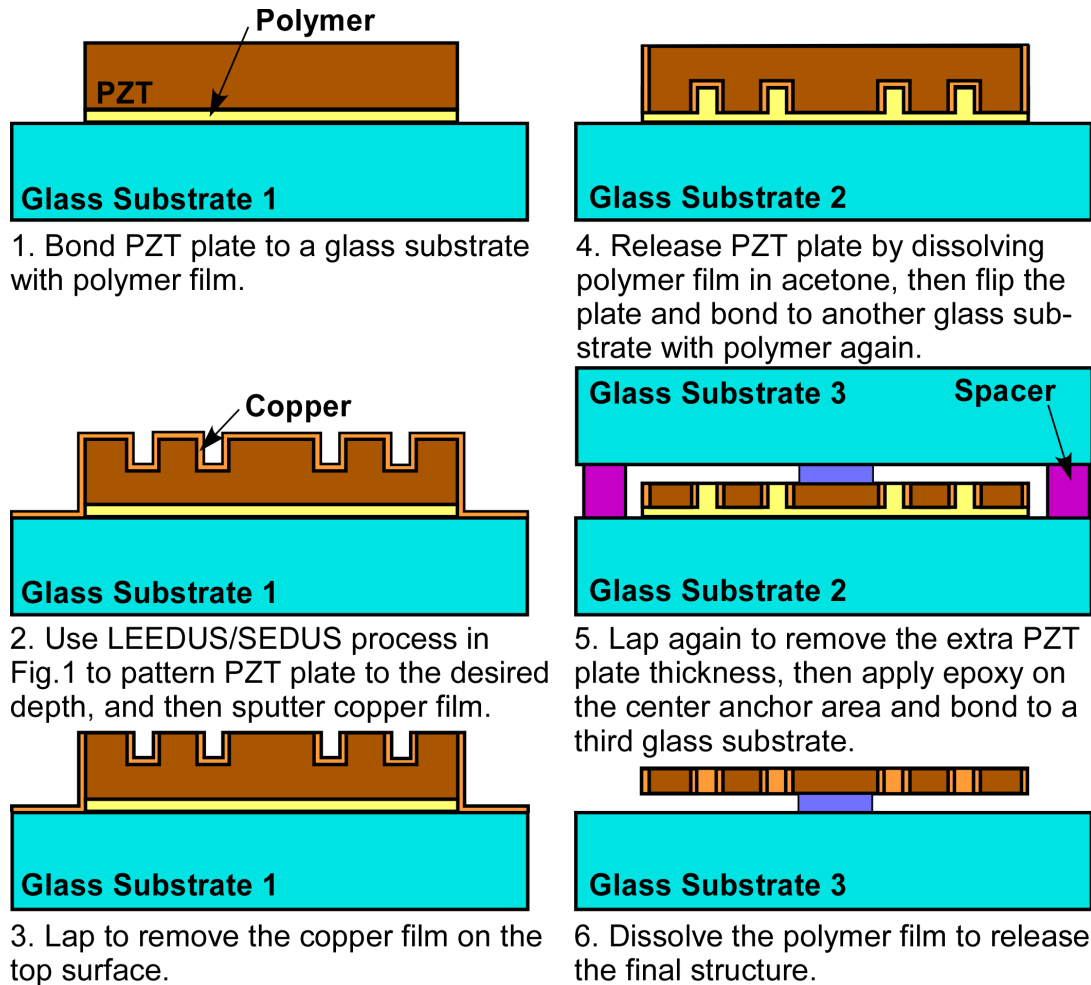 Polymer
PZT
Glass Substrate 1
1. Bond PZT plate to a glass substrate
with polymer film.
Copper
Glass Substrate 1
2. Use LEEDUS/SEDUS process in
Fig.1 to pattern PZT plate to the desired
depth, and then sputter copper film.
Glass Substrate 1
3. Lap to remove the copper film on the
top surface.
Glass Substrate 2
4. Release PZT plate by dissolving
polymer film in acetone, then flip the
plate and bond to another glass sub-
strate with polymer again.
Glass Substrate 3
Spacer
Glass Substrate 2
5. Lap again to remove the extra PZT
plate thickness, then apply epoxy on
the center anchor area and bond to a
third glass substrate.
Glass Substrate 3
6. Dissolve the polymer film to release
the final structure.